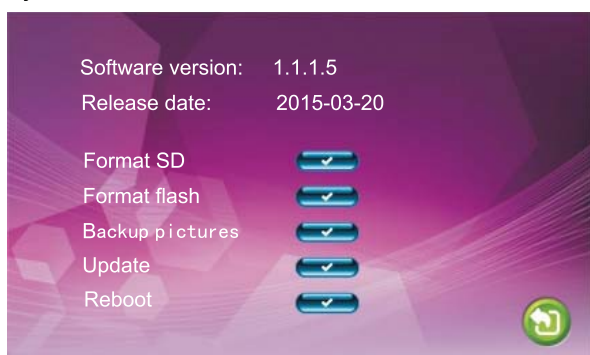 Software version: 1.1.1.5
Release date: 2015-03-20
Format SD
Format flash
Backup pictures
Update
Reboot